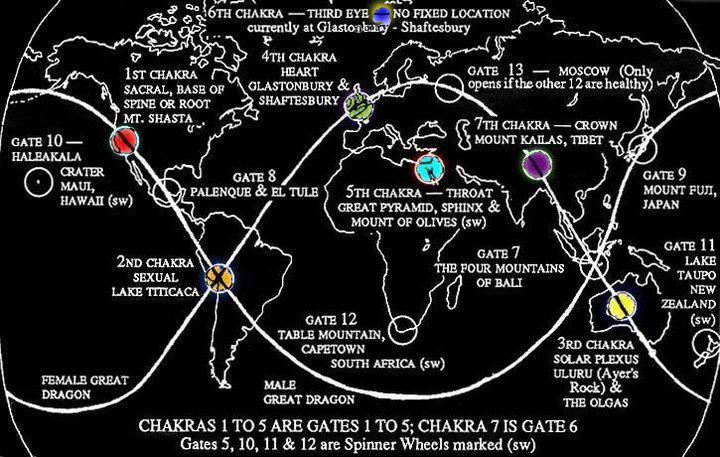 6TH CHAKRA — THIRD EYE NO FIXED LOCATION
currently at Glastonbury - Shaftesbury
4TH CHAKRA
HEART
GLASTONBURY &
SHAFTESBURY
1ST CHAKRA
SACRAL, BASE OF
SPINE OR ROOT
MT. SHASTA
GATE 13 — MOSCOW (Only
opens if the other 12 are healthy)
7TH CHAKRA — CROWN
MOUNT KAILAS, TIBET
GATE 10 —
HALEAKALA
CRATER
MAUI,
HAWAII (sw)
GATE 8
PALENQUE & EL TULE
5TH CHAKRA — THROAT
GREAT PYRAMID, SPHINX &
MOUNT OF OLIVES (sw)
GATE 9
MOUNT FUJI,
JAPAN
2ND CHAKRA
SEXUAL
LAKE TITICACA
GATE 7
THE FOUR MOUNTAINS
OF BALI
GATE 11
LAKE
TAUPO
NEW
ZEALAND
(sw)
GATE 12
TABLE MOUNTAIN,
CAPETOWN
SOUTH AFRICA (sw)
3RD CHAKRA
SOLAR PLEXUS
ULURU (Ayer's
Rock) &
THE OLGAS
FEMALE GREAT
DRAGON
MALE
GREAT DRAGON
CHAKRAS 1 TO 5 ARE GATES 1 TO 5; CHAKRA 7 IS GATE 6
Gates 5, 10, 11 & 12 are Spinner Wheels marked (sw)